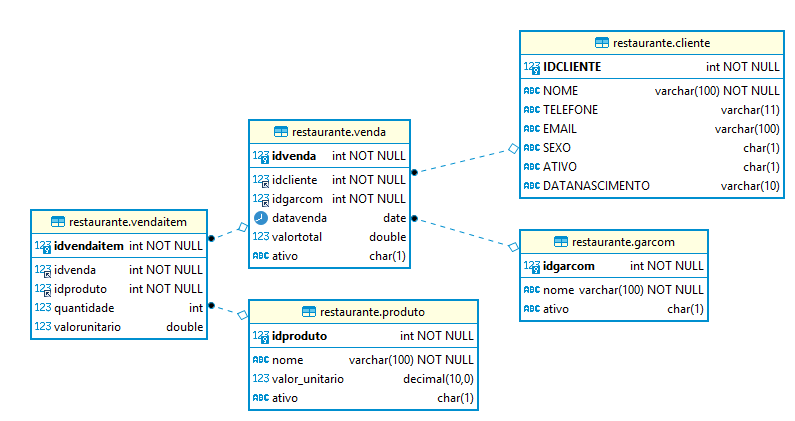 restaurante.cliente
123 IDCLIENTE int NOT NULL
ABC NOME varchar(100) NOT NULL
ABC TELEFONE varchar(11)
ABC EMAIL varchar(100)
ABC SEXO char(1)
ABC ATIVO char(1)
ABC DATANASCIMENTO varchar(10)
restaurante.venda
123 idvenda int NOT NULL
123 idcliente int NOT NULL
123 idgarcom int NOT NULL
datavenda date
123 valortotal double
ABC ativo char(1)
restaurante.vendaitem
123 idvendaitem int NOT NULL
123 idvenda int NOT NULL
123 idproduto int NOT NULL
123 quantidade int
123 valorunitario double
restaurante.garcom
123 idgarcom int NOT NULL
ABC nome varchar(100) NOT NULL
ABC ativo char(1)
restaurante.produto
123 idproduto int NOT NULL
ABC nome varchar(100) NOT NULL
123 valor_unitario decimal(10,0)
ABC ativo char(1)